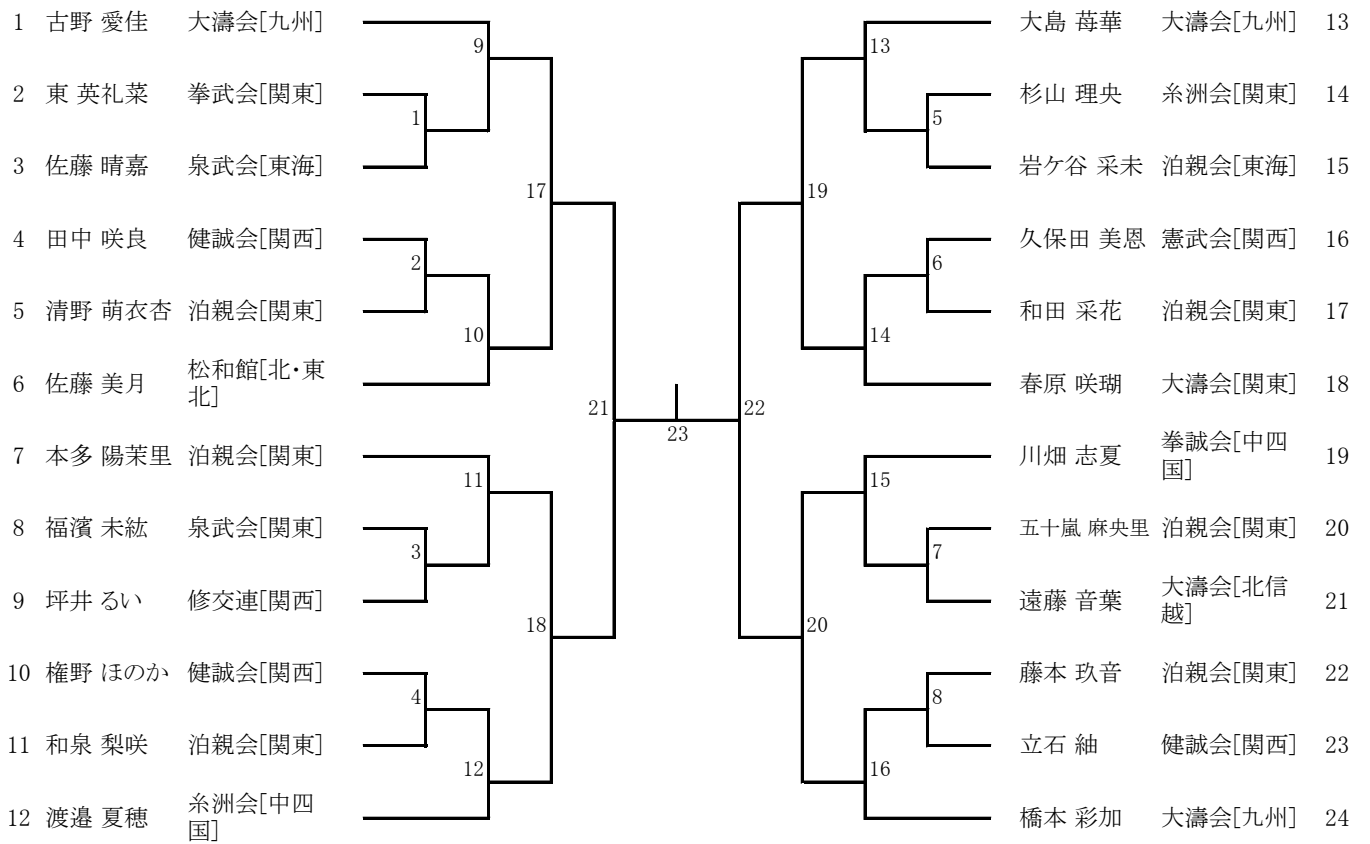 1 古野 愛佳 大濤会[九州]
2 東 英礼菜 拳武会[関東]
3 佐藤 晴嘉 泉武会[東海]
4 田中 咲良 健誠会[関西]
5 清野 萌衣杏 泊親会[関東]
6 佐藤 美月 松和館[北・東
北]
7 本多 陽茉里 泊親会[関東]
8 福濱 未紘 泉武会[関東]
9 坪井 るい 修交連[関西]
10 権野 ほのか 健誠会[関西]
11 和泉 梨咲 泊親会[関東]
12 渡邉 夏穂 糸洲会[中四
国]
9
1
17
2
10
21
11
3
18
4
12
23
13
5
19
6
14
22
15
7
20
8
16
大島 苺華 大濤会[九州] 13
杉山 理央 糸洲会[関東] 14
岩ケ谷 采未 泊親会[東海] 15
久保田 美恩 憲武会[関西] 16
和田 采花 泊親会[関東] 17
春原 咲瑚 大濤会[関東] 18
川畑 志夏 拳誠会[中四
国] 19
五十嵐 麻央里 泊親会[関東] 20
遠藤 音葉 大濤会[北信
越] 21
藤本 玖音 泊親会[関東] 22
立石 紬 健誠会[関西] 23
橋本 彩加 大濤会[九州] 24